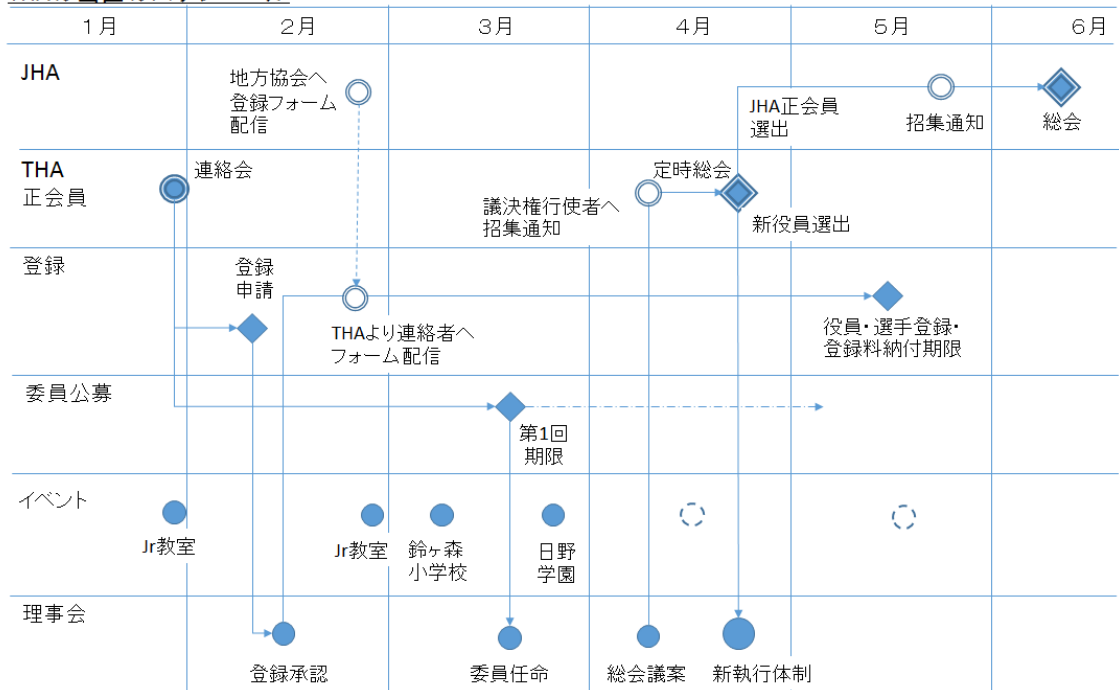 1月
2月
3月
4月
5月
6月
JHA
地方協会へ
登録フォーム
配信
JHA正会員
選出
招集通知
総会
THA
正会員
連絡会
議決権行使者へ
招集通知
定時総会
新役員選出
登録
登録
申請
THAより連絡者へ
フォーム配信
役員・選手登録・
登録料納付期限
委員公募
第1回
期限
イベント
Jr教室
Jr教室
鈴ヶ森
小学校
日野
学園
理事会
登録承認
委員任命
総会議案
新執行体制